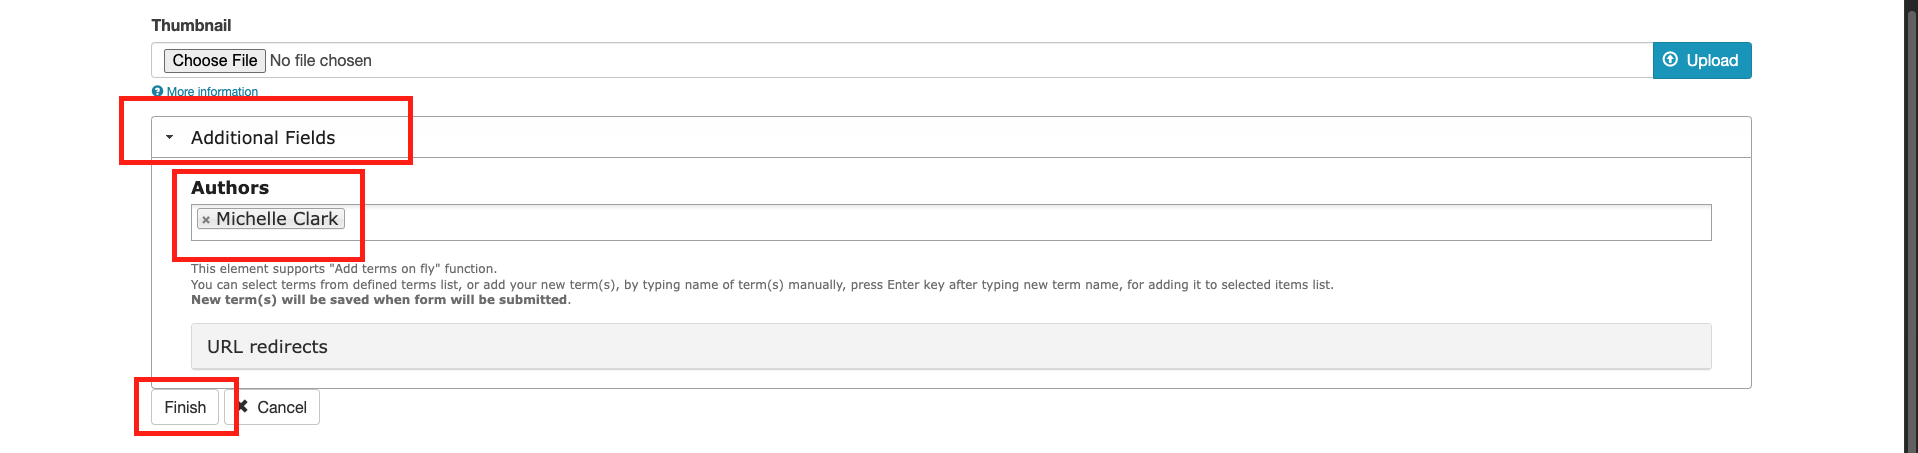 Thumbnail
Choose File No file chosen
Upload
More information
Additional Fields
Authors
× Michelle Clark
This element supports "Add terms on fly" function.
You can select terms from defined terms list, or add your new term(s), by typing name of term(s) manually, press Enter key after typing new term name, for adding it to selected items list.
New term(s) will be saved when form will be submitted.
URL redirects
Finish
Cancel